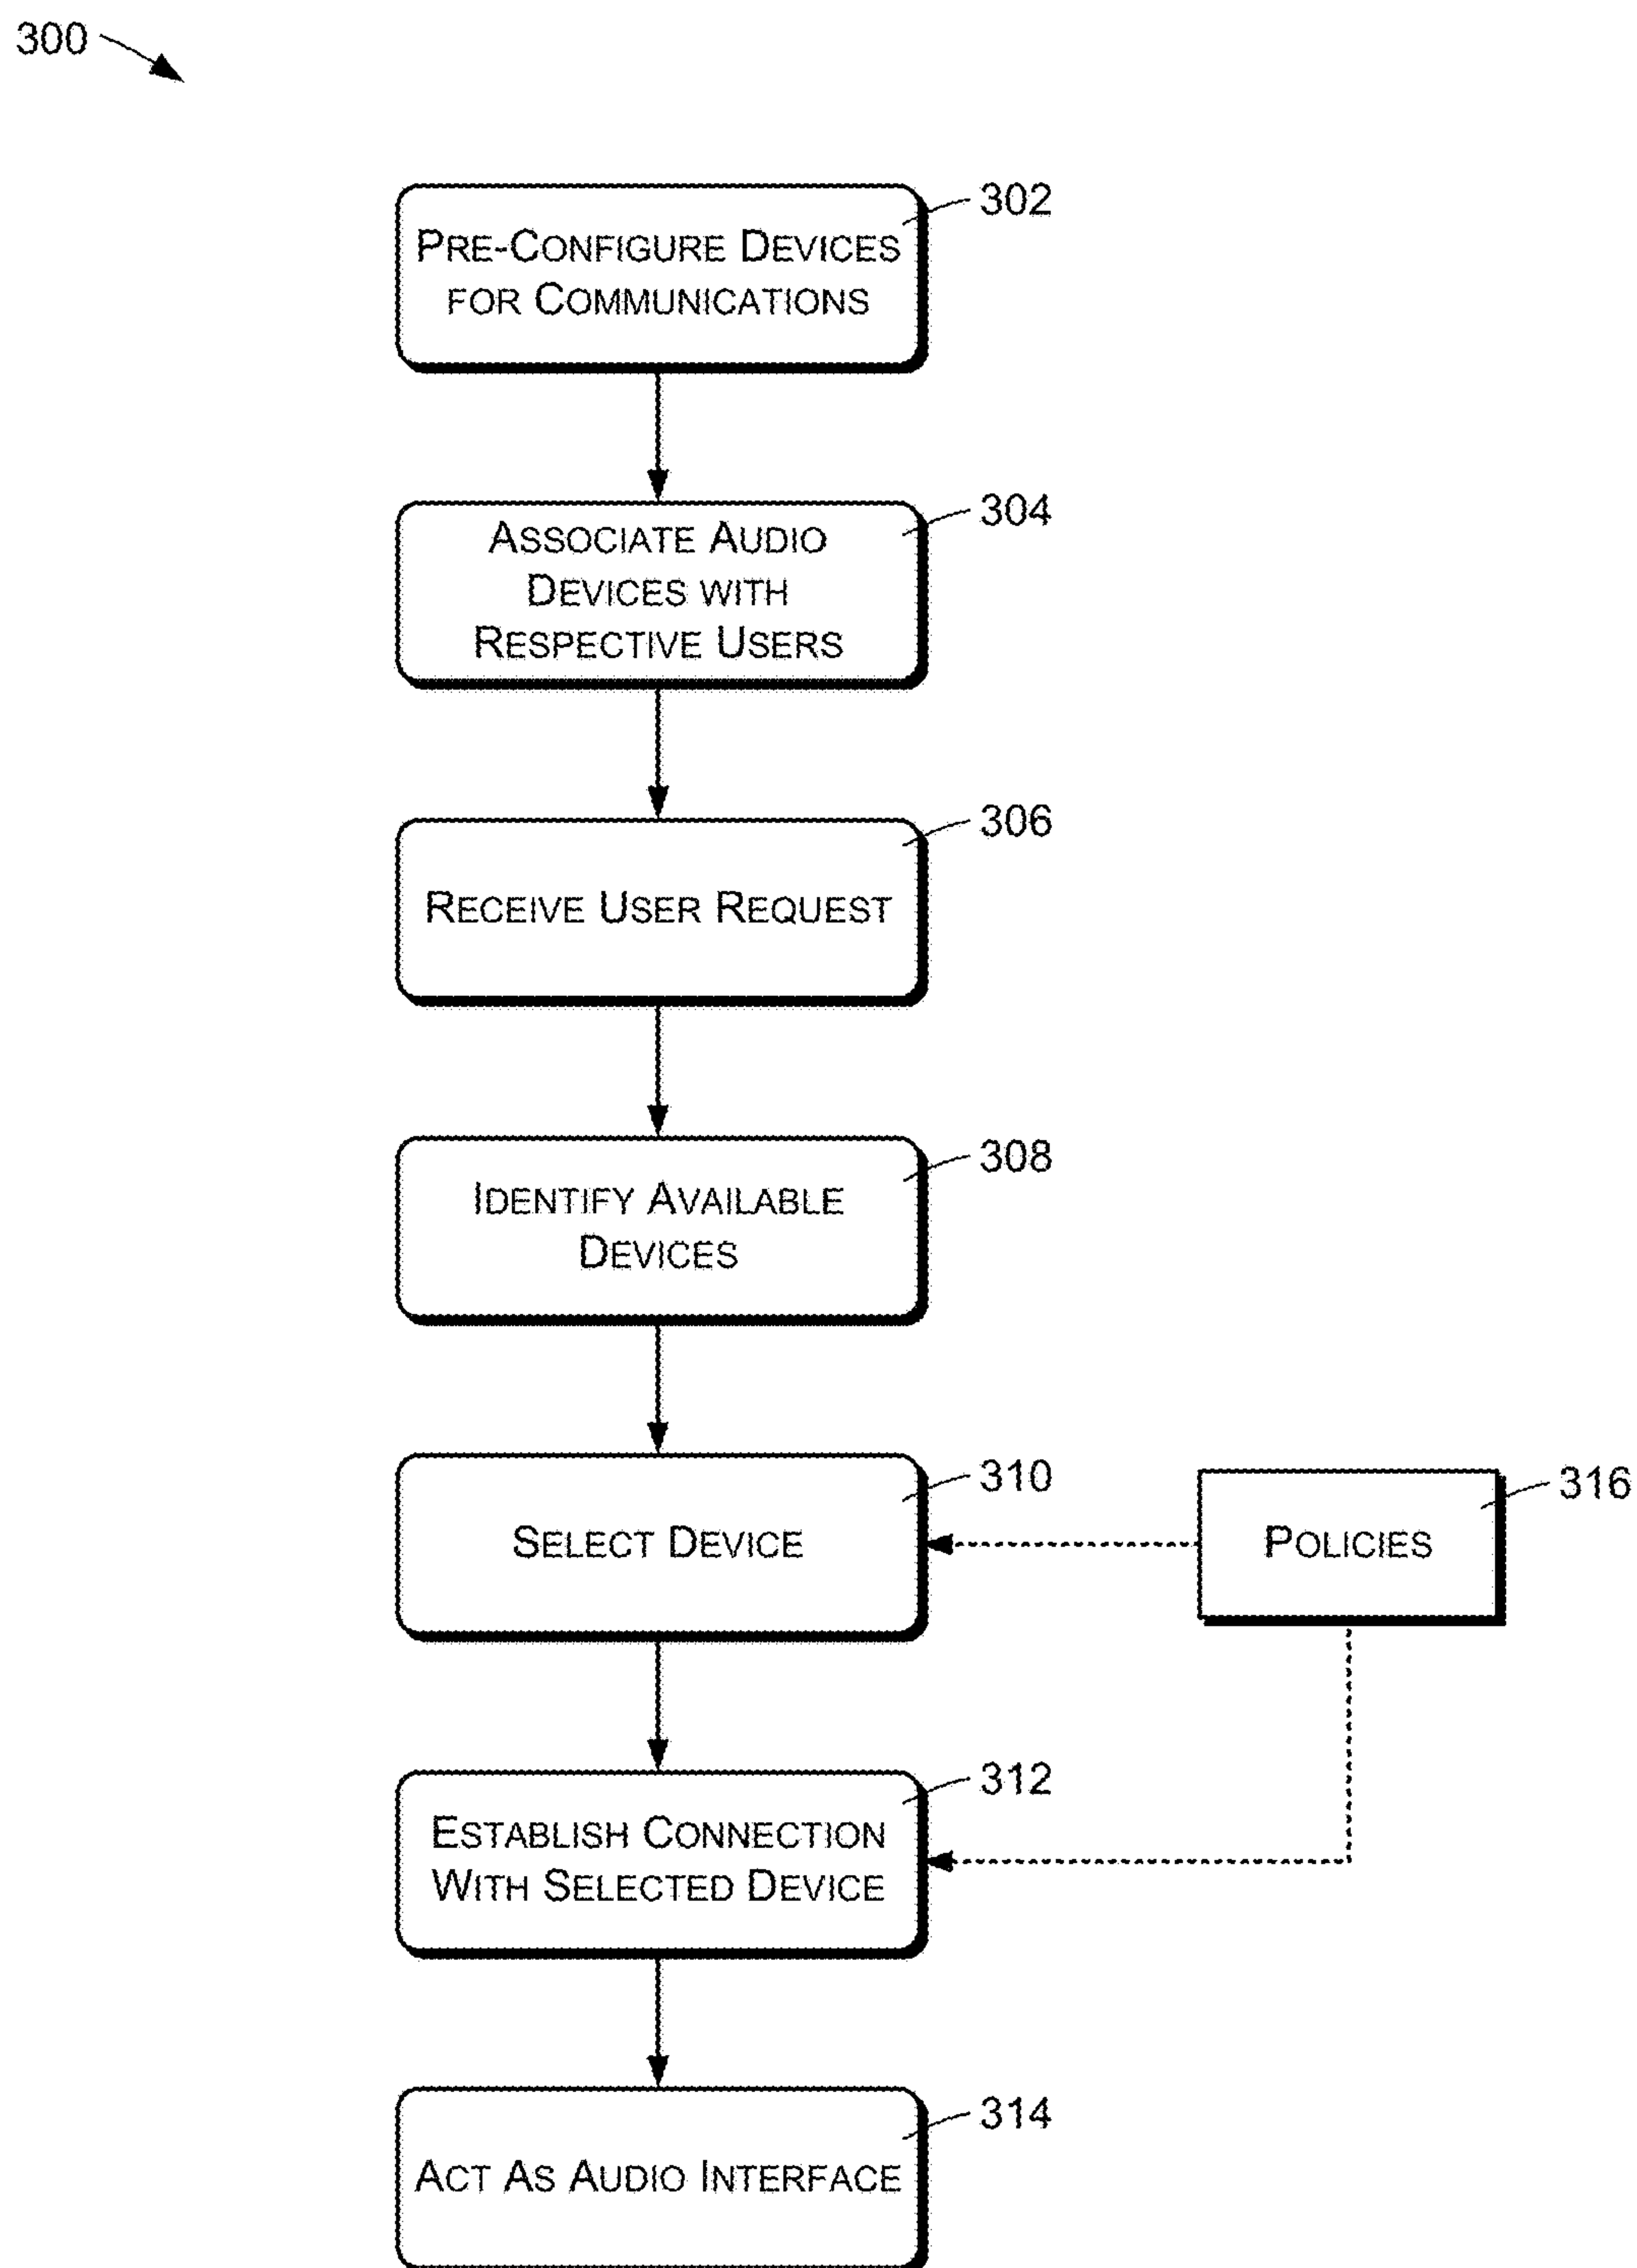 300
302
PRE-CONFIGURE DEVICES
FOR COMMUNICATIONS
304
ASSOCIATE AUDIO
DEVICES WITH
RESPECTIVE USERS
306
RECEIVE USER REQUEST
308
IDENTIFY AVAILABLE
DEVICES
310
SELECT DEVICE
316
POLICIES
312
ESTABLISH CONNECTION
WITH SELECTED DEVICE
314
ACT AS AUDIO INTERFACE